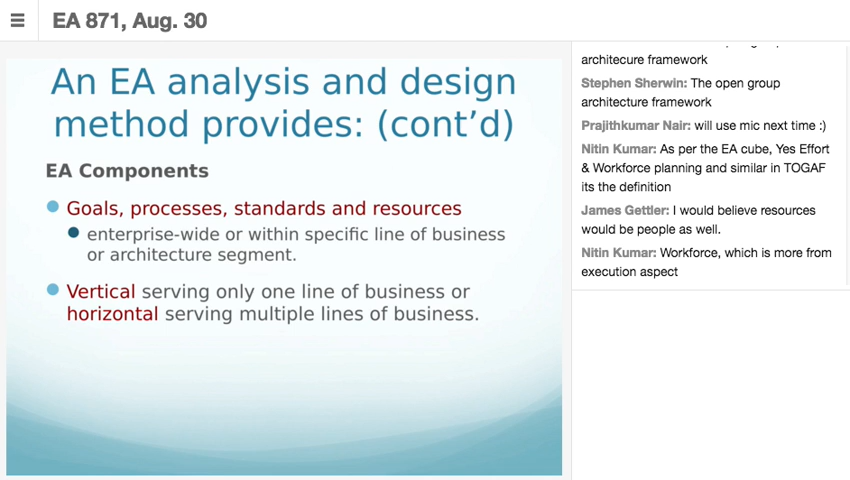 EA 871, Aug. 30
An EA analysis and design
method provides: (cont'd)
EA Components
Goals, processes, standards and resources
enterprise-wide or within specific line of business
or architecture segment.
Vertical serving only one line of business or
horizontal serving multiple lines of business.
architecure framework
Stephen Sherwin: The open group
architecture framework
Prajithkumar Nair: will use mic next time :)
Nitin Kumar: As per the EA cube, Yes Effort
& Workforce planning and similar in TOGAF
its the definition
James Gettler: I would believe resources
would be people as well.
Nitin Kumar: Workforce, which is more from
execution aspect